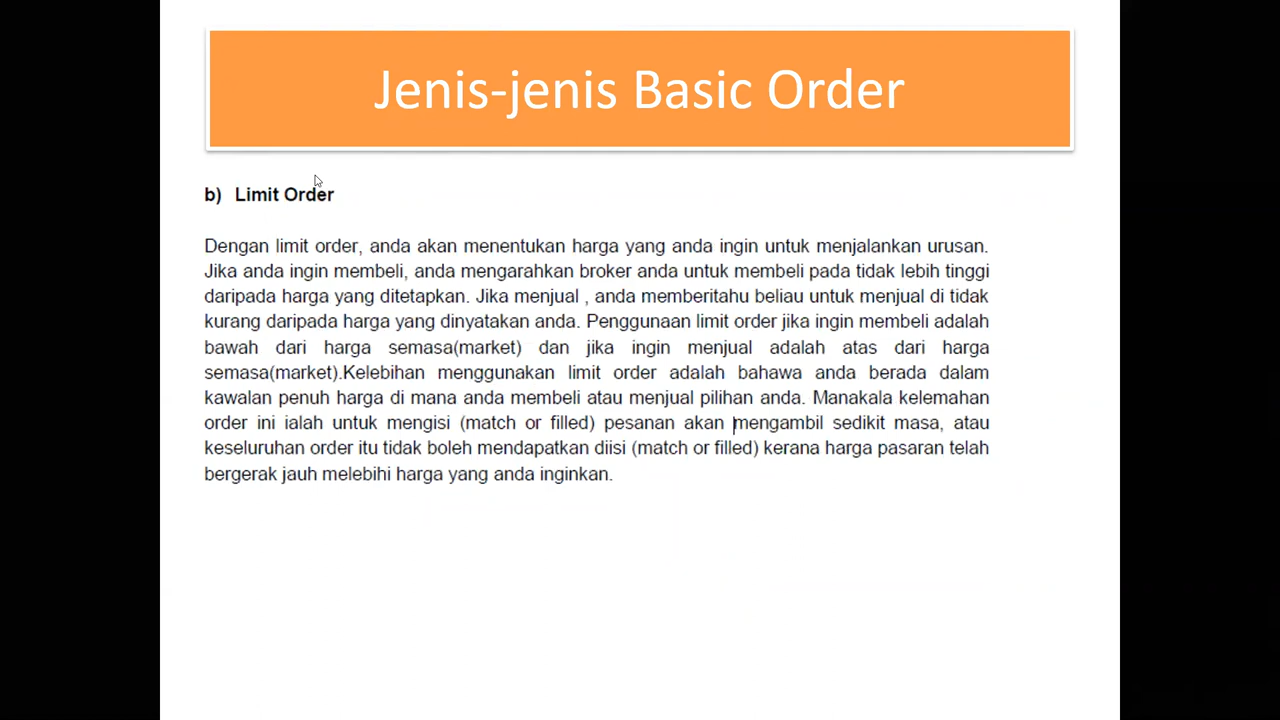 Jenis-jenis Basic Order
b) Limit Order
Dengan limit order, anda akan menentukan harga yang anda ingin untuk menjalankan urusan.
Jika anda ingin membeli, anda mengarahkan broker anda untuk membeli pada tidak lebih tinggi
daripada harga yang ditetapkan. Jika menjual , anda memberitahu beliau untuk menjual di tidak
kurang daripada harga yang dinyatakan anda. Penggunaan limit order jika ingin membeli adalah
bawah dari harga semasa(market) dan jika ingin menjual adalah atas dari harga
semasa(market).Kelebihan menggunakan limit order adalah bahawa anda berada dalam
kawalan penuh harga di mana anda membeli atau menjual pilihan anda. Manakala kelemahan
order ini ialah untuk mengisi (match or filled) pesanan akan mengambil sedikit masa, atau
keseluruhan order itu tidak boleh mendapatkan diisi (match or filled) kerana harga pasaran telah
bergerak jauh melebihi harga yang anda inginkan.